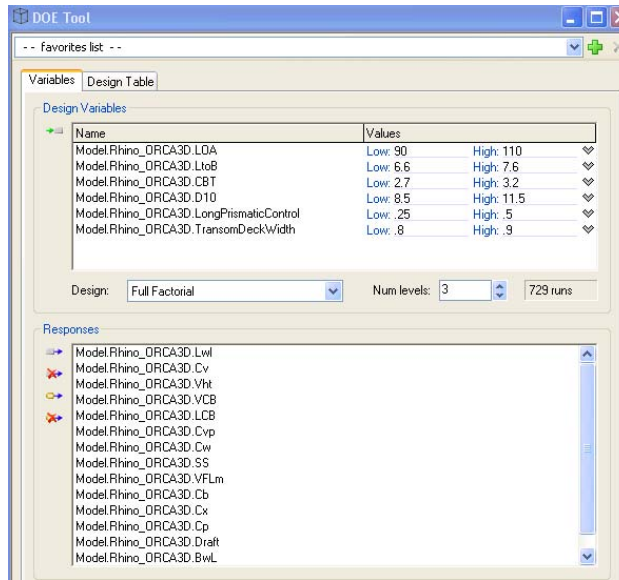 DOE Tool
-- favorites list --
Variables Design Table
Design Variables
Name Values
Model.Rhino_ORCA3D.LOA Low: 90 High: 110
Model.Rhino_ORCA3D.LtoB Low: 6.6 High: 7.6
Model.Rhino_ORCA3D.CBT Low: 2.7 High: 3.2
Model.Rhino_ORCA3D.D10 Low: 8.5 High: 11.5
Model.Rhino_ORCA3D.LongPrismaticControl Low: .25 High: .5
Model.Rhino_ORCA3D.TransomDeckWidth Low: .8 High: .9
Design: Full Factorial Num levels: 3 729 runs
Responses
Model.Rhino_ORCA3D.Lwl
Model.Rhino_ORCA3D.Cv
Model.Rhino_ORCA3D.Vht
Model.Rhino_ORCA3D.VCB
Model.Rhino_ORCA3D.LCB
Model.Rhino_ORCA3D.Cvp
Model.Rhino_ORCA3D.Cw
Model.Rhino_ORCA3D.SS
Model.Rhino_ORCA3D.VFLm
Model.Rhino_ORCA3D.Cb
Model.Rhino_ORCA3D.Cx
Model.Rhino_ORCA3D.Cp
Model.Rhino_ORCA3D.Draft
Model.Rhino_ORCA3D.BwL